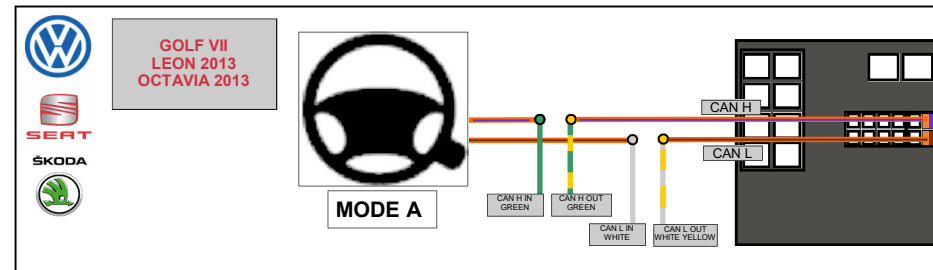 GOLF VII
LEON 2013
OCTAVIA 2013
SEAT
ŠKODA
MODE A
CAN H
CAN L
CAN H IN
GREEN
CAN H OUT
GREEN
CAN L IN
WHITE
CAN L OUT
WHITE YELLOW